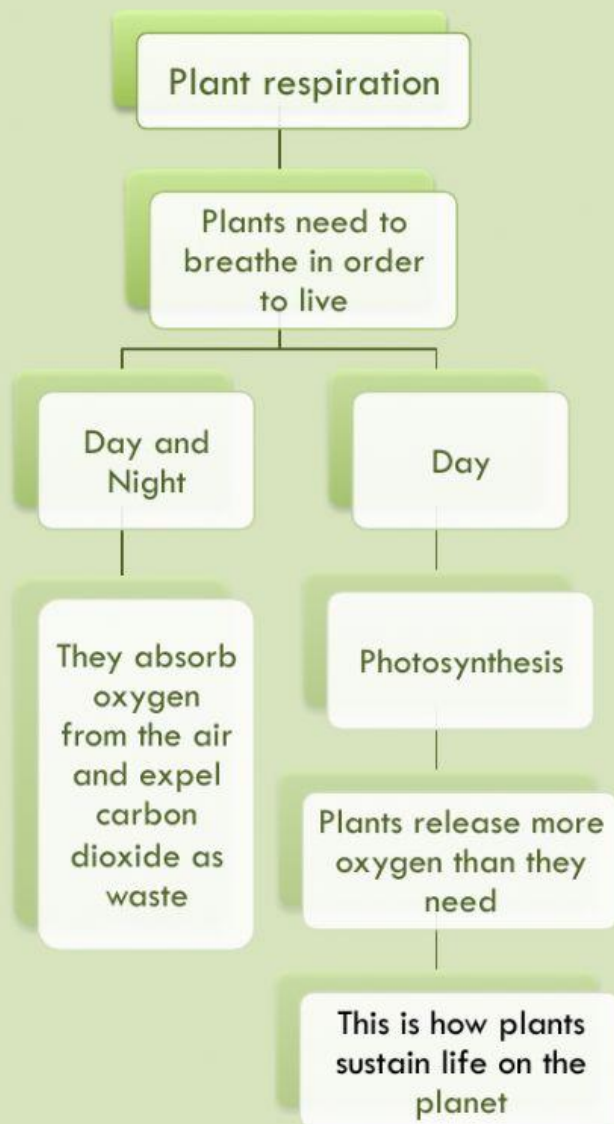 Plant respiration
Plants need to
breathe in order
to live
Day and
Night
They absorb
oxygen
from the air
and expel
carbon
dioxide as
waste
Day
Photosynthesis
Plants release more
oxygen than they
need
This is how plants
sustain life on the
planet